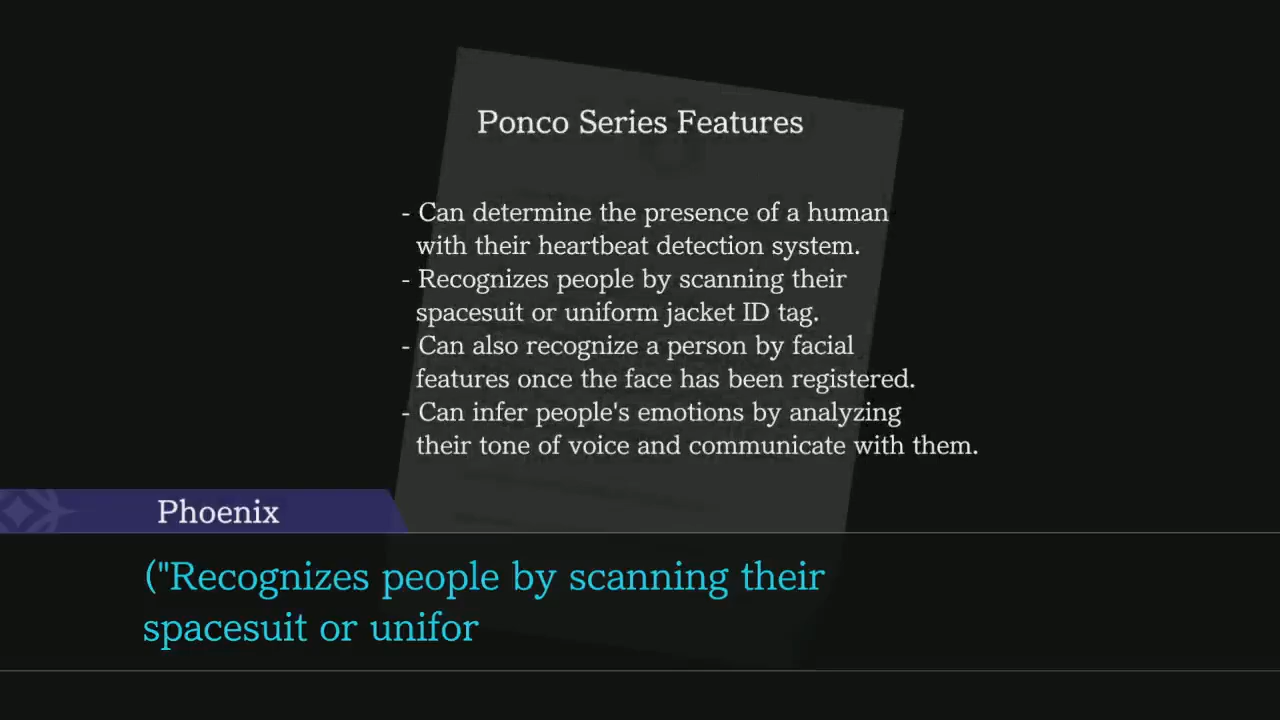 Ponco Series Features
- Can determine the presence of a human
with their heartbeat detection system.
- Recognizes people by scanning their
spacesuit or uniform jacket ID tag.
- Can also recognize a person by facial
features once the face has been registered.
- Can infer people's emotions by analyzing
their tone of voice and communicate with them.
Phoenix
("Recognizes people by scanning their
spacesuit or unifor